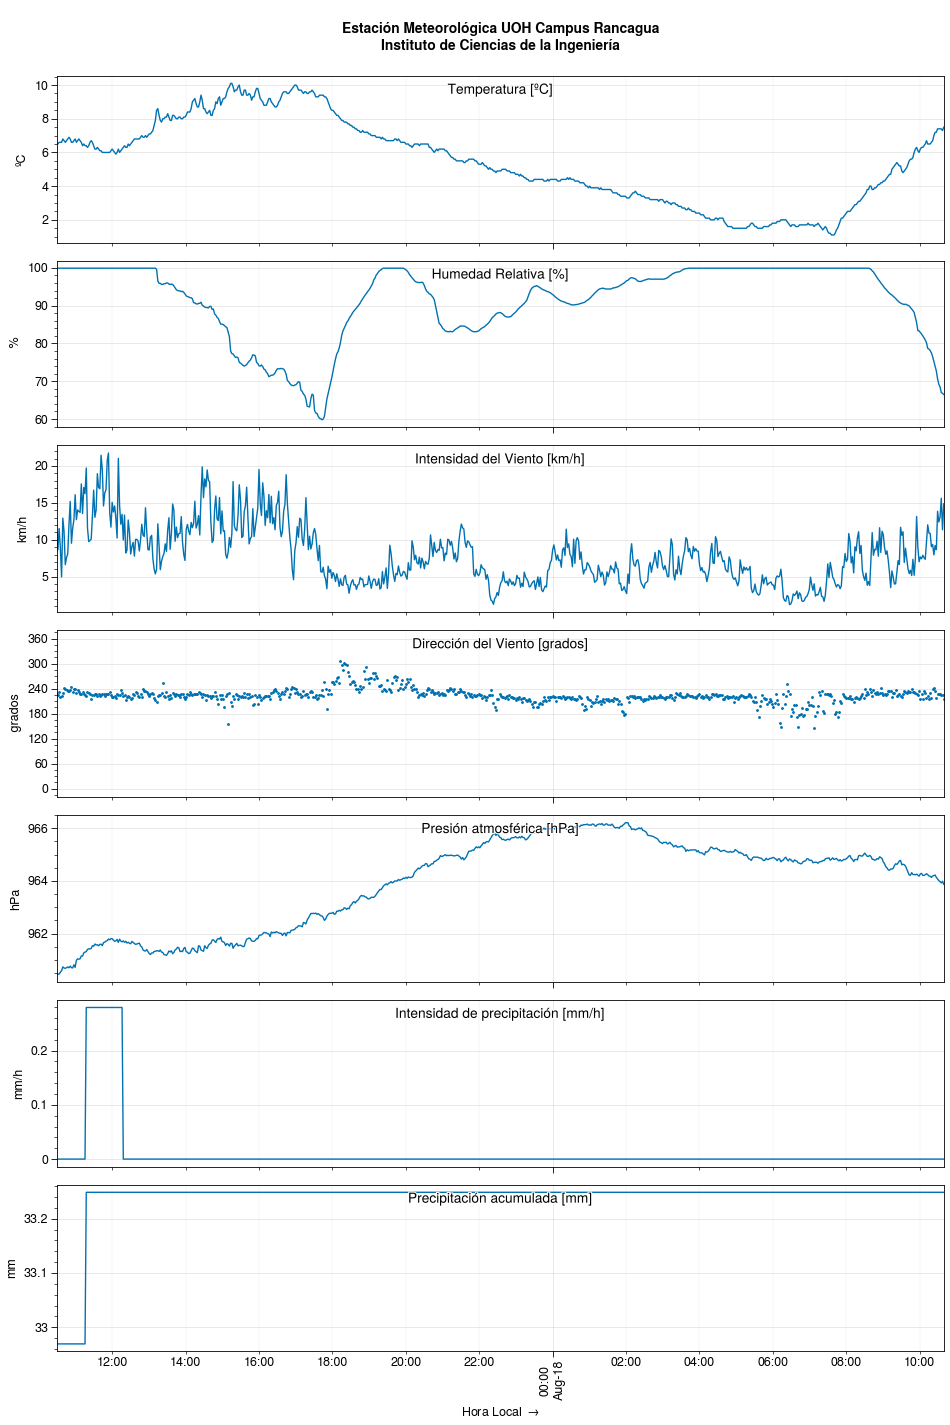 Estación Meteorológica UOH Campus Rancagua
Instituto de Ciencias de la Ingeniería
Temperatura [ºC]
ºC
10
8
6
4
2
Humedad Relativa [%]
%
100
90
80
70
60
Intensidad del Viento [km/h]
km/h
20
15
10
5
Dirección del Viento [grados]
grados
360
300
240
180
120
60
0
Presión atmosférica [hPa]
hPa
966
964
962
Intensidad de precipitación [mm/h]
mm/h
0.2
0.1
0
Precipitación acumulada [mm]
mm
33.2
33.1
33
12:00 14:00 16:00 18:00 20:00 22:00 00:00 02:00 04:00 06:00 08:00 10:00
Aug-18
Hora Local →